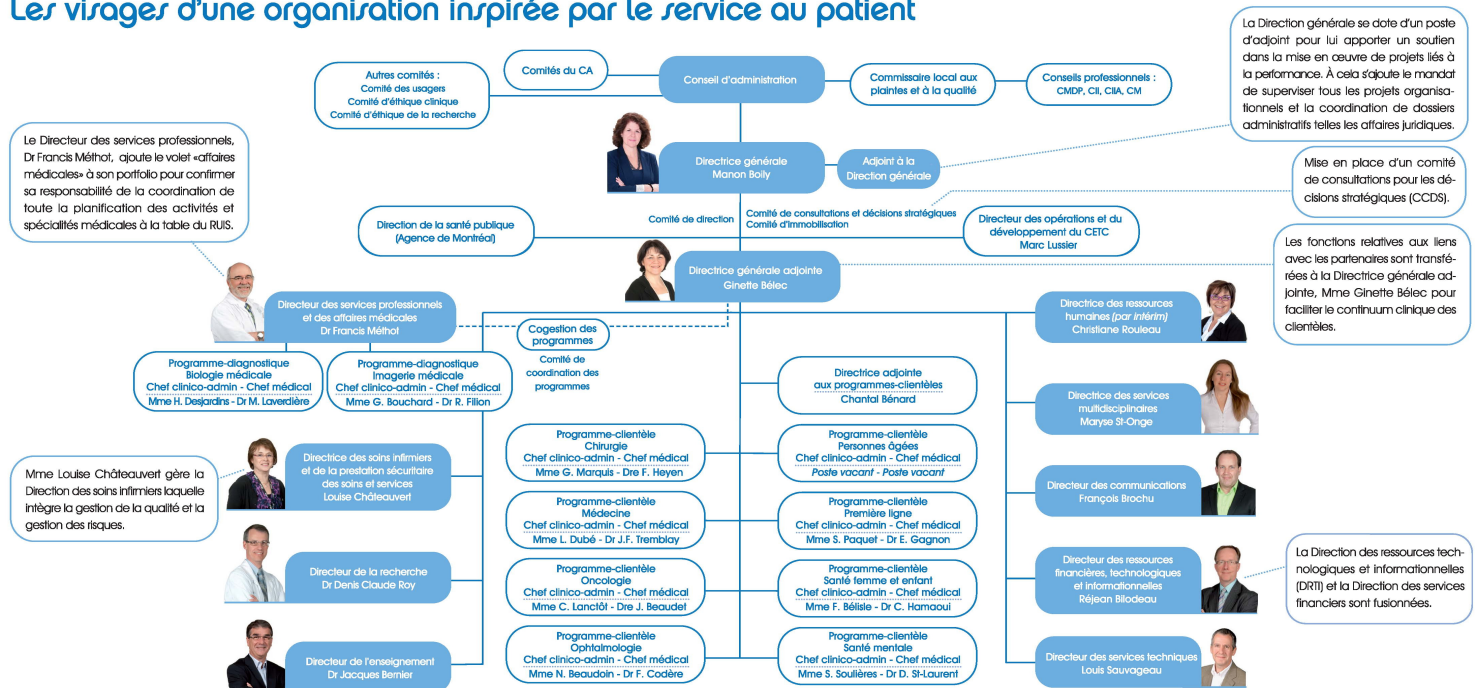 Les visages d'une organisation inspirée par le service au patient
La Direction générale se dote d'un poste
d'adjoint pour lui apporter un soutien
dans la mise en œuvre de projets liés à
la performance. À cela s'ajoute le mandat
de superviser tous les projets organisa-
tionnels et la coordination de dossiers
administratifs telles les affaires juridiques.
Autres comités :
Comité des usagers
Comité d'éthique clinique
Comité d'éthique de la recherche
Comités du CA
Conseil d'administration
Commissaire local aux
plaintes et à la qualité
Conseils professionnels :
CMDP, CII, CIIA, CM
Le Directeur des services professionnels,
Dr Francis Méthot, ajoute le volet «affaires
médicales» à son portfolio pour confirmer
sa responsabilité de la coordination de
toute la planification des activités et
spécialités médicales à la table du RUIS.
Directrice générale
Manon Boily
Adjoint à la
Direction générale
Mise en place d'un comité
de consultations pour les dé-
cisions stratégiques (CCDS).
Direction de la santé publique
(Agence de Montréal)
Comité de direction
Comité de consultations et décisions stratégiques
Comité d'immobilisation
Directeur des opérations et du
développement du CETC
Marc Lussier
Directrice générale adjointe
Ginette Bélec
Les fonctions relatives aux liens
avec les partenaires sont transfé-
rées à la Directrice générale ad-
jointe, Mme Ginette Bélec pour
faciliter le continuum clinique des
clientèles.
Directeur des services professionnels
et des affaires médicales
Dr Francis Méthot
Cogestion des
programmes
Comité de
coordination des
programmes
Directrice des ressources
humaines (par intérim)
Christiane Rouleau
Programme-diagnostique
Biologie médicale
Chef clinico-admin - Chef médical
Mme H. Desjardins - Dr M. Laverdière
Programme-diagnostique
Imagerie médicale
Chef clinico-admin - Chef médical
Mme G. Bouchard - Dr R. Filion
Directrice adjointe
aux programmes-clientèles
Chantal Bénard
Directrice des services
multidisciplinaires
Maryse St-Onge
Mme Louise Châteauvert gère la
Direction des soins infirmiers laquelle
intègre la gestion de la qualité et la
gestion des risques.
Directrice des soins infirmiers
et de la prestation sécuritaire
des soins et services
Louise Châteauvert
Programme-clientèle
Chirurgie
Chef clinico-admin - Chef médical
Mme G. Marquis - Dre F. Heyen
Programme-clientèle
Personnes âgées
Chef clinico-admin - Chef médical
Poste vacant - Poste vacant
Directeur des communications
François Brochu
Programme-clientèle
Médecine
Chef clinico-admin - Chef médical
Mme L. Dubé - Dr J.F. Tremblay
Programme-clientèle
Première ligne
Chef clinico-admin - Chef médical
Mme S. Paquet - Dr E. Gagnon
Directeur de la recherche
Dr Denis Claude Roy
Programme-clientèle
Oncologie
Chef clinico-admin - Chef médical
Mme C. Lanctôt - Dre J. Beaudet
Programme-clientèle
Santé femme et enfant
Chef clinico-admin - Chef médical
Mme F. Bélisle - Dr C. Hamaoui
Directeur des ressources
financières, technologiques
et informationnelles
Réjean Bilodeau
La Direction des ressources tech-
nologiques et informationnelles
(DRTI) et la Direction des services
financiers sont fusionnées.
Directeur de l'enseignement
Dr Jacques Bernier
Programme-clientèle
Ophtalmologie
Chef clinico-admin - Chef médical
Mme N. Beaudoin - Dr F. Codère
Programme-clientèle
Santé mentale
Chef clinico-admin - Chef médical
Mme S. Soulières - Dr D. St-Laurent
Directeur des services techniques
Louis Sauvageau